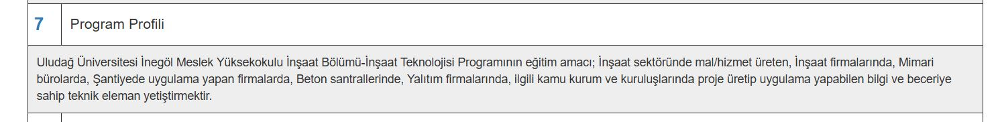 7 Program Profili
Uludağ Üniversitesi İnegöl Meslek Yüksekokulu İnşaat Bölümü-İnşaat Teknolojisi Programının eğitim amacı; İnşaat sektöründe mal/hizmet üreten, İnşaat firmalarında, Mimari
bürolarda, Şantiyede uygulama yapan firmalarda, Beton santrallerinde, Yalıtım firmalarında, ilgili kamu kurum ve kuruluşlarında proje üretip uygulama yapabilen bilgi ve beceriye
sahip teknik eleman yetiştirmektir.